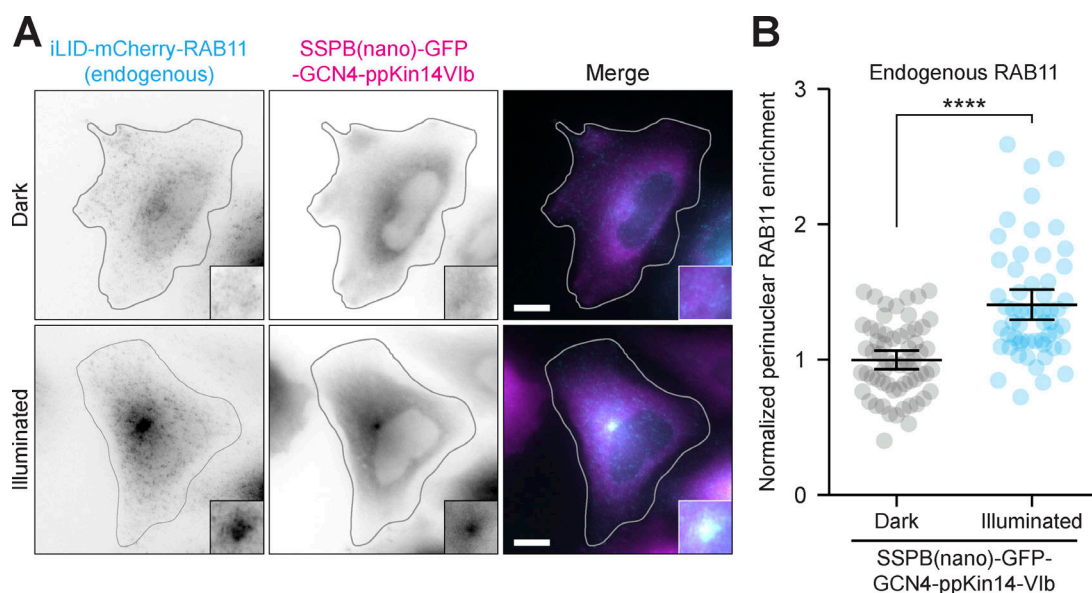 A
iLID-mCherry-RAB11
(endogenous)
SSPB(nano)-GFP
-GCN4-ppKin14VIb
Merge
Dark
Illuminated
B
Endogenous RAB11
****
Normalized perinuclear RAB11 enrichment
3
2
1
0
Dark
Illuminated
SSPB(nano)-GFP-
GCN4-ppKin14-VIb